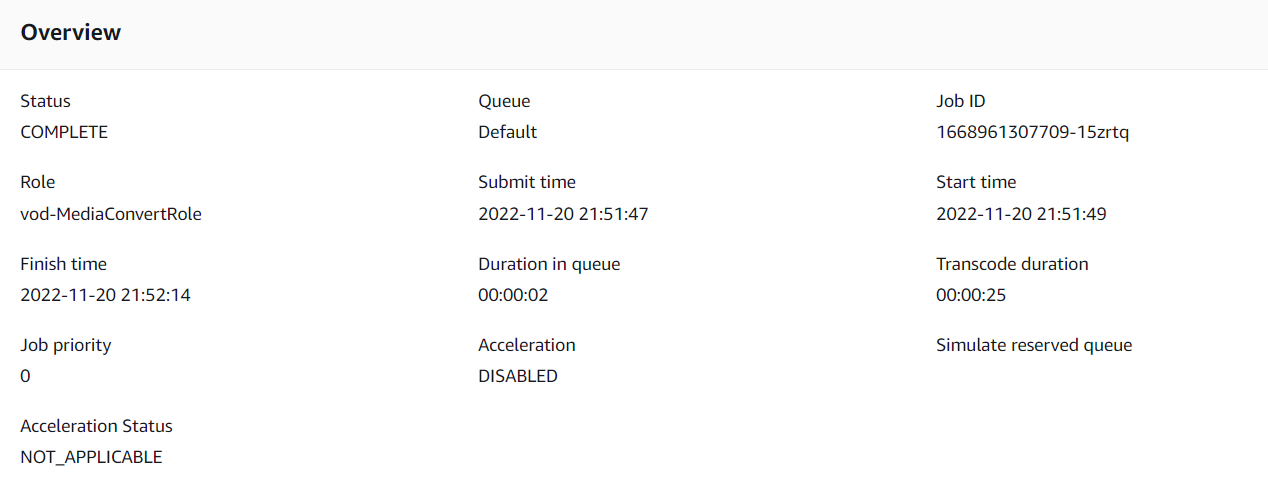 Overview
Status
Queue
Job ID
COMPLETE
Default
1668961307709-15zrtq
Role
Submit time
Start time
vod-MediaConvertRole
2022-11-20 21:51:47
2022-11-20 21:51:49
Finish time
Duration in queue
Transcode duration
2022-11-20 21:52:14
00:00:02
00:00:25
Job priority
Acceleration
Simulate reserved queue
0
DISABLED
Acceleration Status
NOT_APPLICABLE